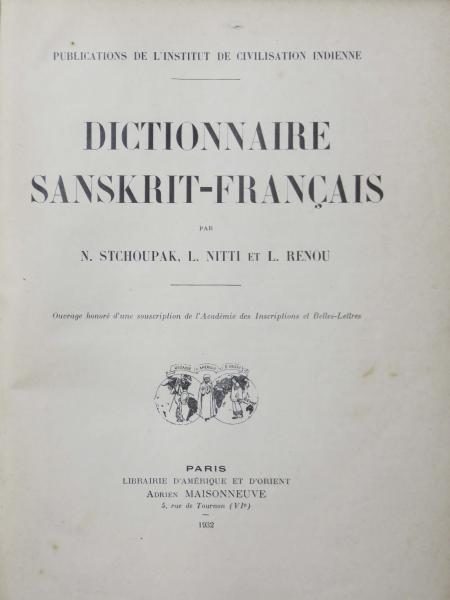 PUBLICATIONS DE L'INSTITUT DE CIVILISATION INDIENNE
DICTIONNAIRE
SANSKRIT-FRANÇAIS
PAR
N. STCHOUPAK, L. NITTI ET L. RENOU
Ouvrage honoré d'une souscription de l'Académie des Inscriptions et Belles-Lettres
PARIS
LIBRAIRIE D'AMÉRIQUE ET D'ORIENT
ADRIEN MAISONNEUVE
5, rue de Tournon (VIe)
1932